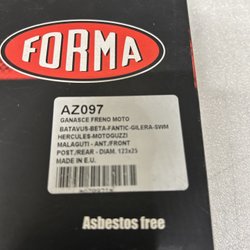 FORMA
AZ097
GANASCE FRENO MOTO
BATAVUS-BETA-FANTIC-GILERA-SWM
HERCULES-MOTOGUZZI
MALAGUTI - ANT./FRONT
POST./REAR - DIAM. 123x25
MADE IN E.U.
Asbestos free